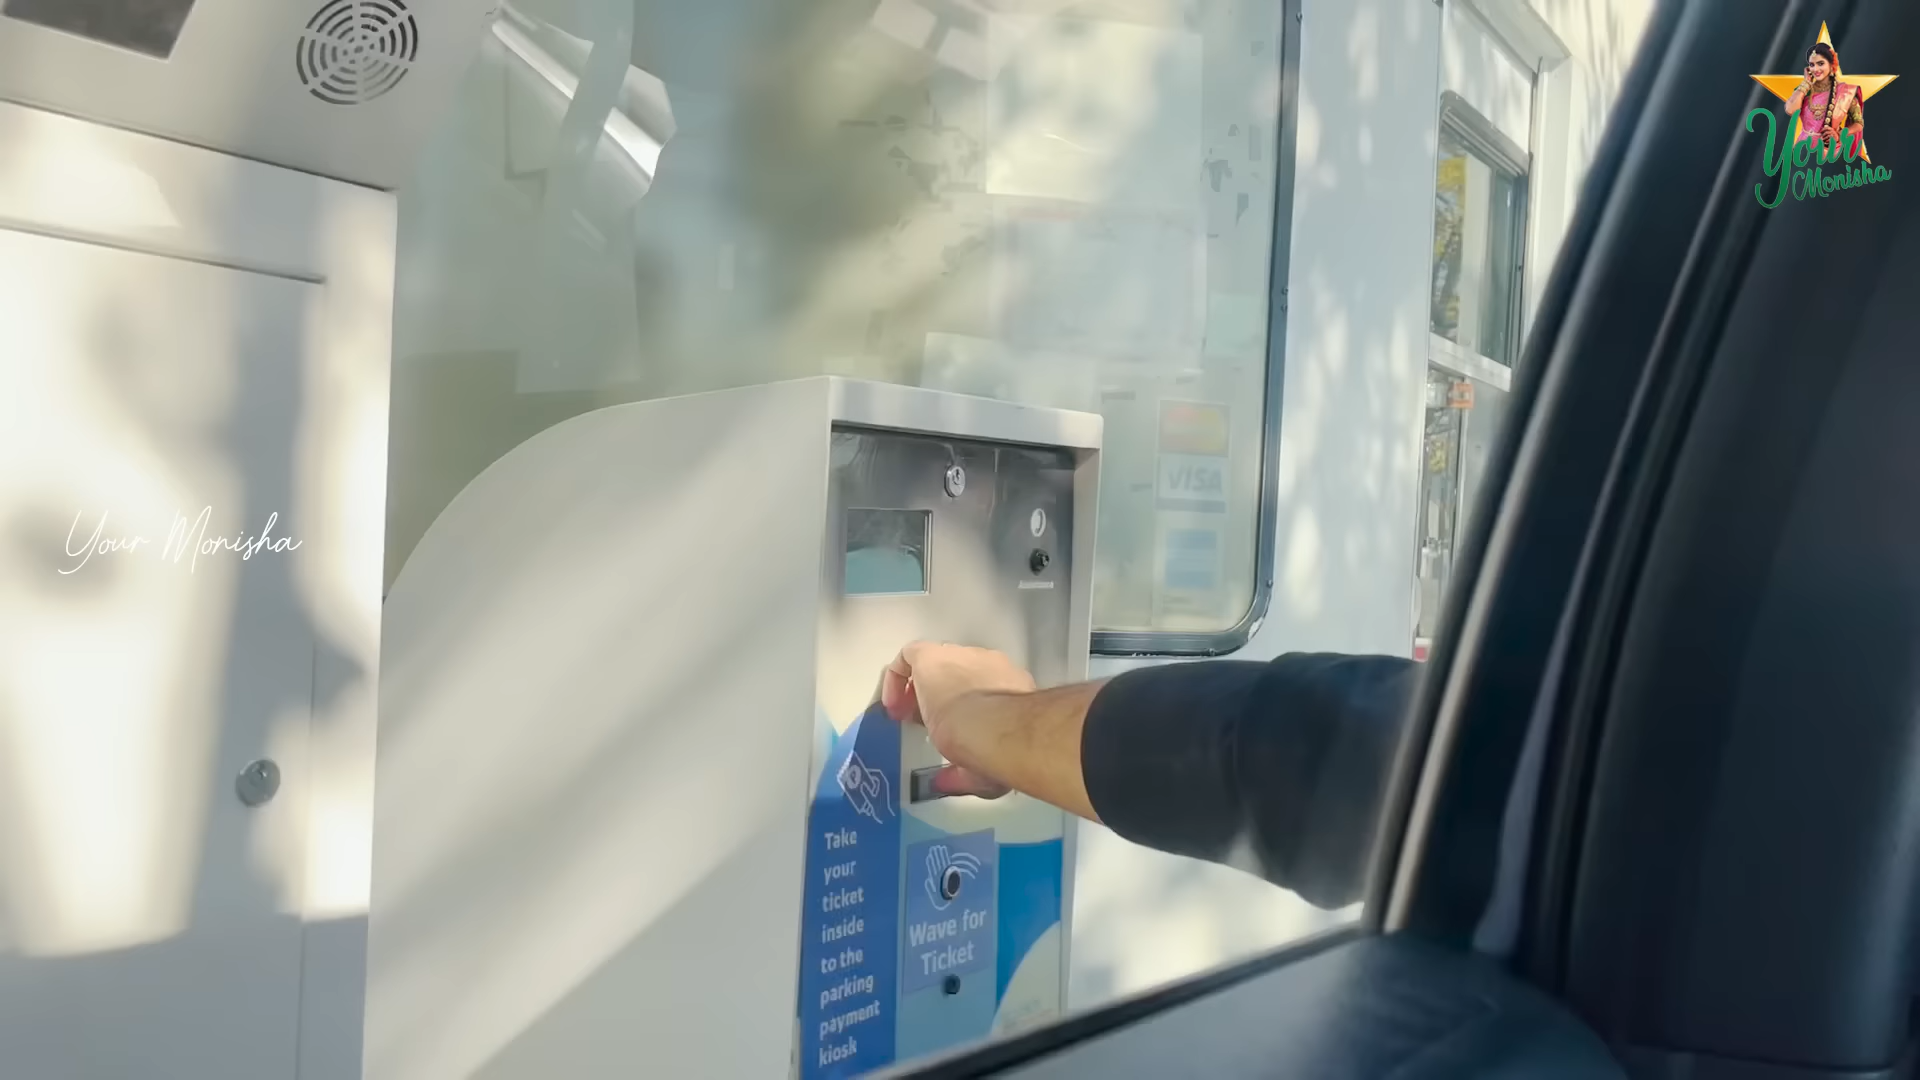 Your
Monisha
VISA
Your Monisha
Take
your
ticket
inside
to the
parking
payment
kiosk
Wave for
Ticket